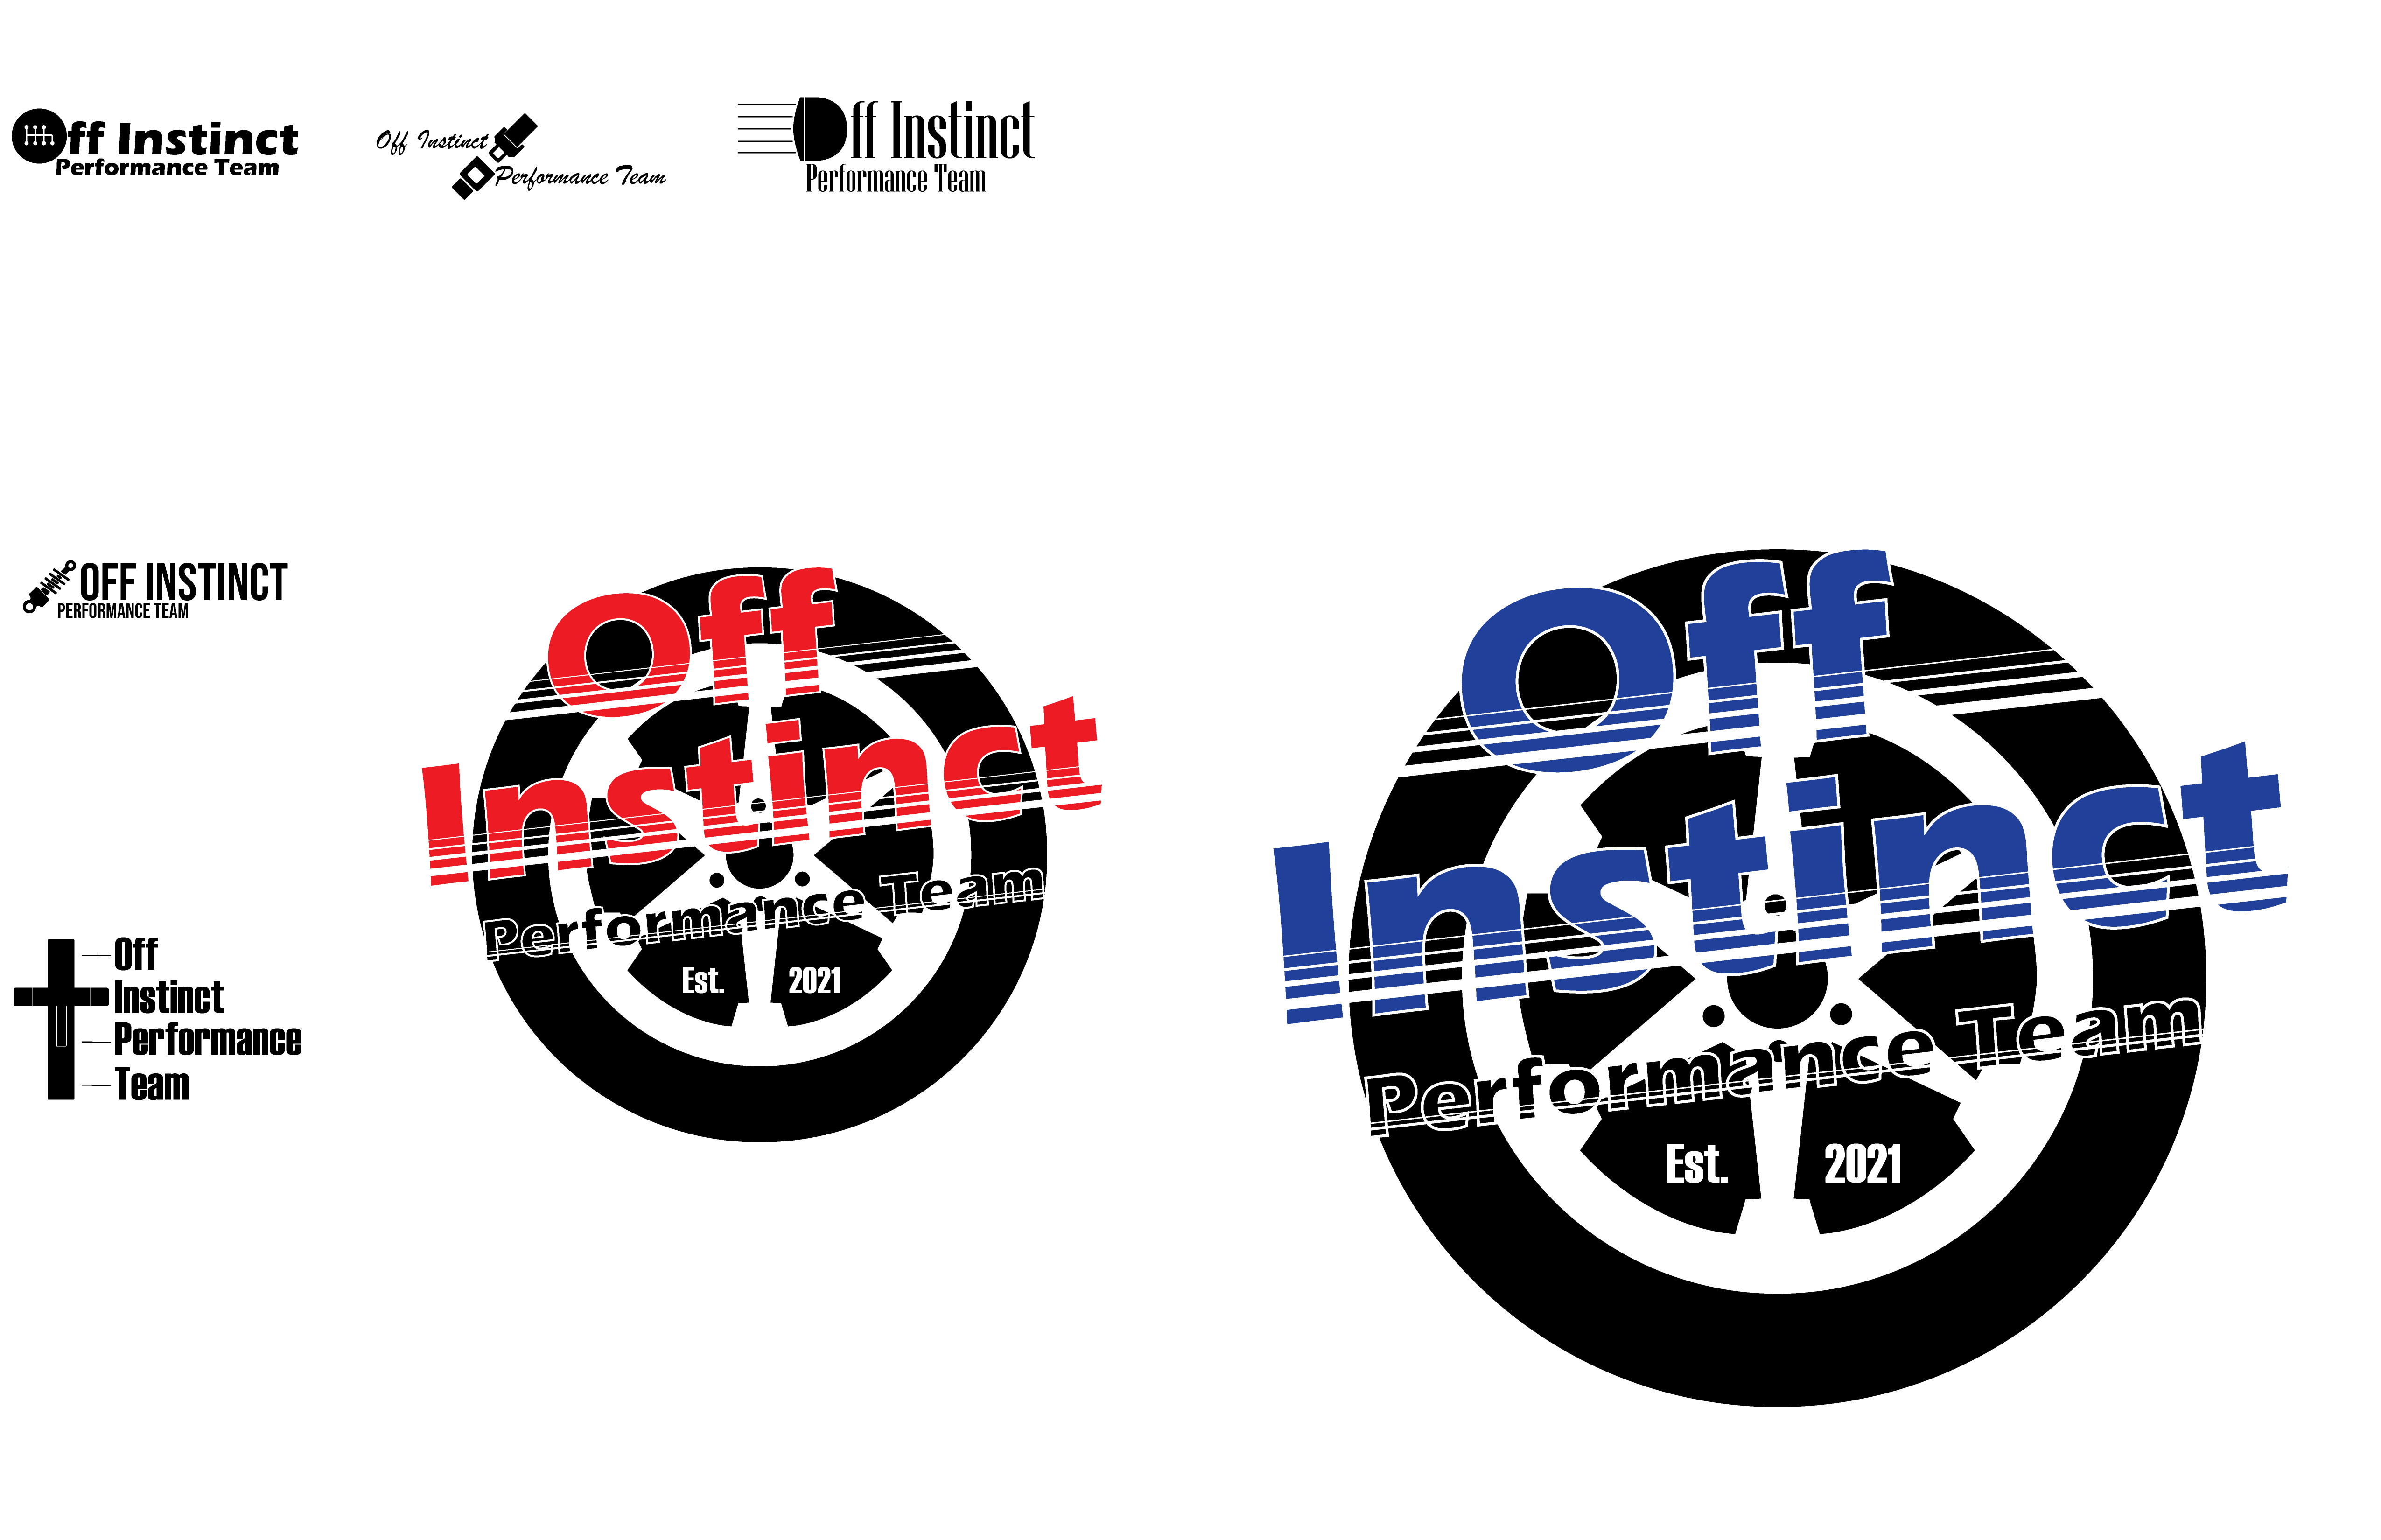 Off Instinct
Performance Team
Off Instinct
Performance Team
Off Instinct
Performance Team
OFF INSTINCT
PERFORMANCE TEAM
Off
Instinct
Performance
Team
Off
Instinct
Performance Team
Est. 2021
Off
Instinct
Performance Team
Est. 2021